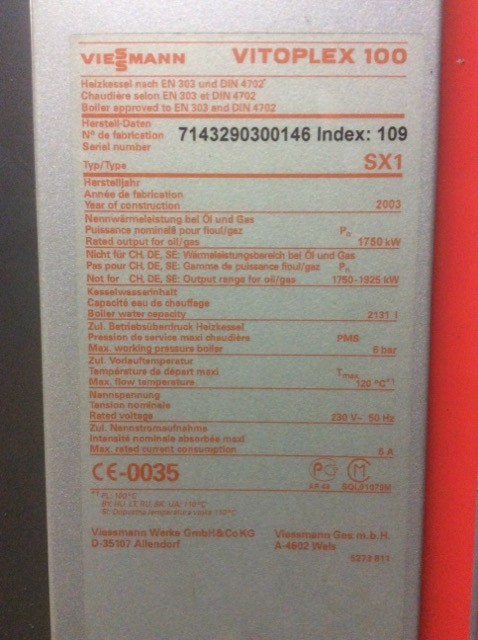 VIESMANN VITOPLEX 100
Heizkessel nach EN 303 und DIN 4702
Chaudière selon EN 303 et DIN 4702
Boiler approved to EN 303 and DIN 4702
Herstell-Daten
N° de fabrication 7143290300146 Index: 109
Serial number
Typ/Type SX1
Herstelljahr
Année de fabrication
Year of construction 2003
Nennwärmeleistung bei Öl und Gas
Puissance nominale pour fioul/gaz Pn
Rated output for oil/gas 1750 kW
Nicht für CH, DE, SE: Wärmeleistungsbereich bei Öl und Gas
Pas pour CH, DE, SE: Gamme de puissance fioul/gaz Pn
Not for CH, DE, SE: Output range for oil/gas 1750-1925 kW
Kesselwasserinhalt
Capacité eau de chauffage
Boiler water capacity 2131 l
Zul. Betriebsüberdruck Heizkessel
Pression de service maxi chaudière PMS
Max. working pressure boiler 6 bar
Zul. Vorlauftemperatur
Température de départ maxi Tmax
Max. flow temperature 120 °C*1
Nennspannung
Tension nominale
Rated voltage 230 V~ 50 Hz
Zul. Nennstromaufnahme
Intensité nominale absorbée maxi
Max. rated current consumption 6 A
CE-0035
Viessmann Werke GmbH&Co KG Viessmann Ges.m.b.H.
D-35107 Allendorf A-4602 Wels
5273 811